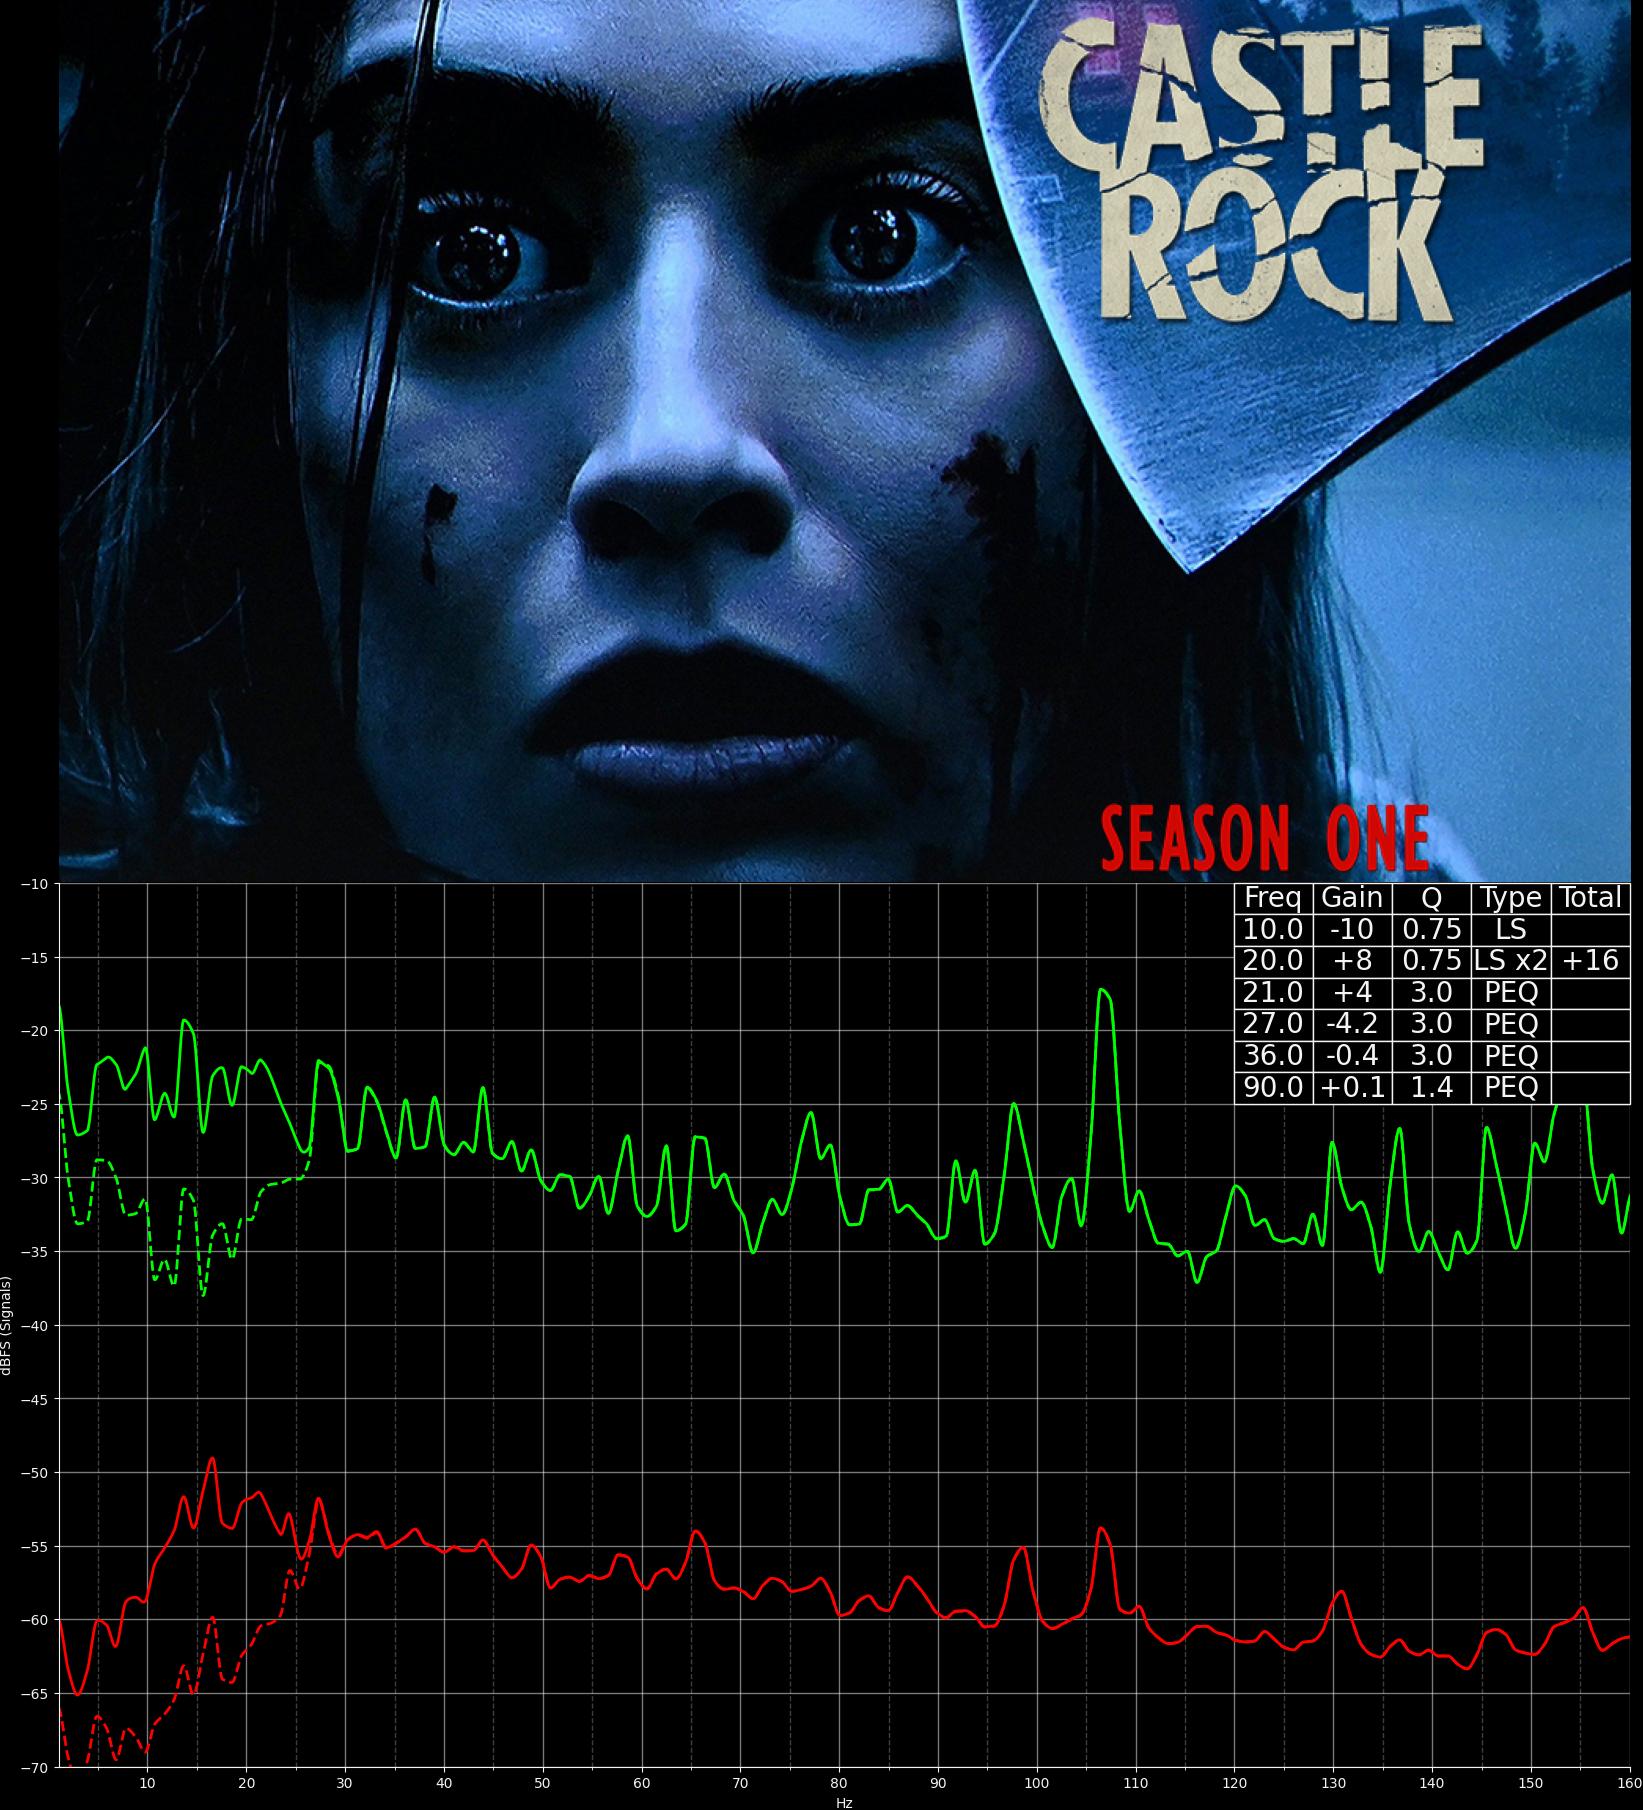 CASTLE
ROCK
SEASON ONE
Freq Gain Q Type Total
10.0 -10 0.75 LS
20.0 +8 0.75 LS x2 +16
21.0 +4 3.0 PEQ
27.0 -4.2 3.0 PEQ
36.0 -0.4 3.0 PEQ
90.0 +0.1 1.4 PEQ
−10
−15
−20
−25
−30
−35
−40
−45
−50
−55
−60
−65
−70
dBFS (Signals)
10 20 30 40 50 60 70 80 90 100 110 120 130 140 150 160
Hz